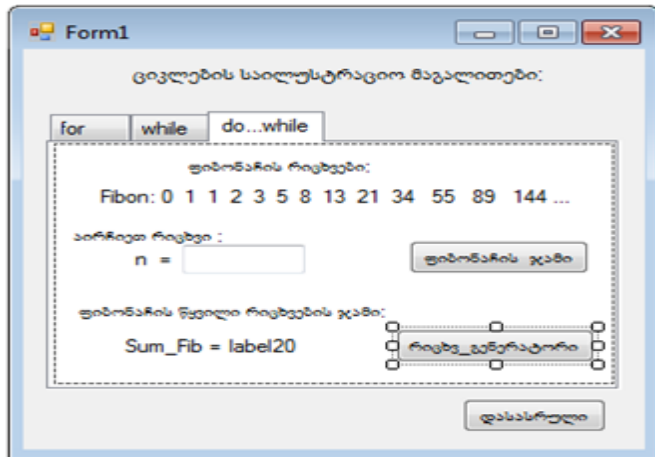 Form1
ციკლების საილუსტრაციო მაგალითები:
for while do...while
ფიბონაჩის რიცხვები:
Fibon: 0 1 1 2 3 5 8 13 21 34 55 89 144 ...
აირჩიეთ რიცხვი :
n =
ფიბონაჩის ჯამი
ფიბონაჩის წყვილი რიცხვების ჯამი:
Sum_Fib = label20
რიცხვ_გენერატორი
დასასრული